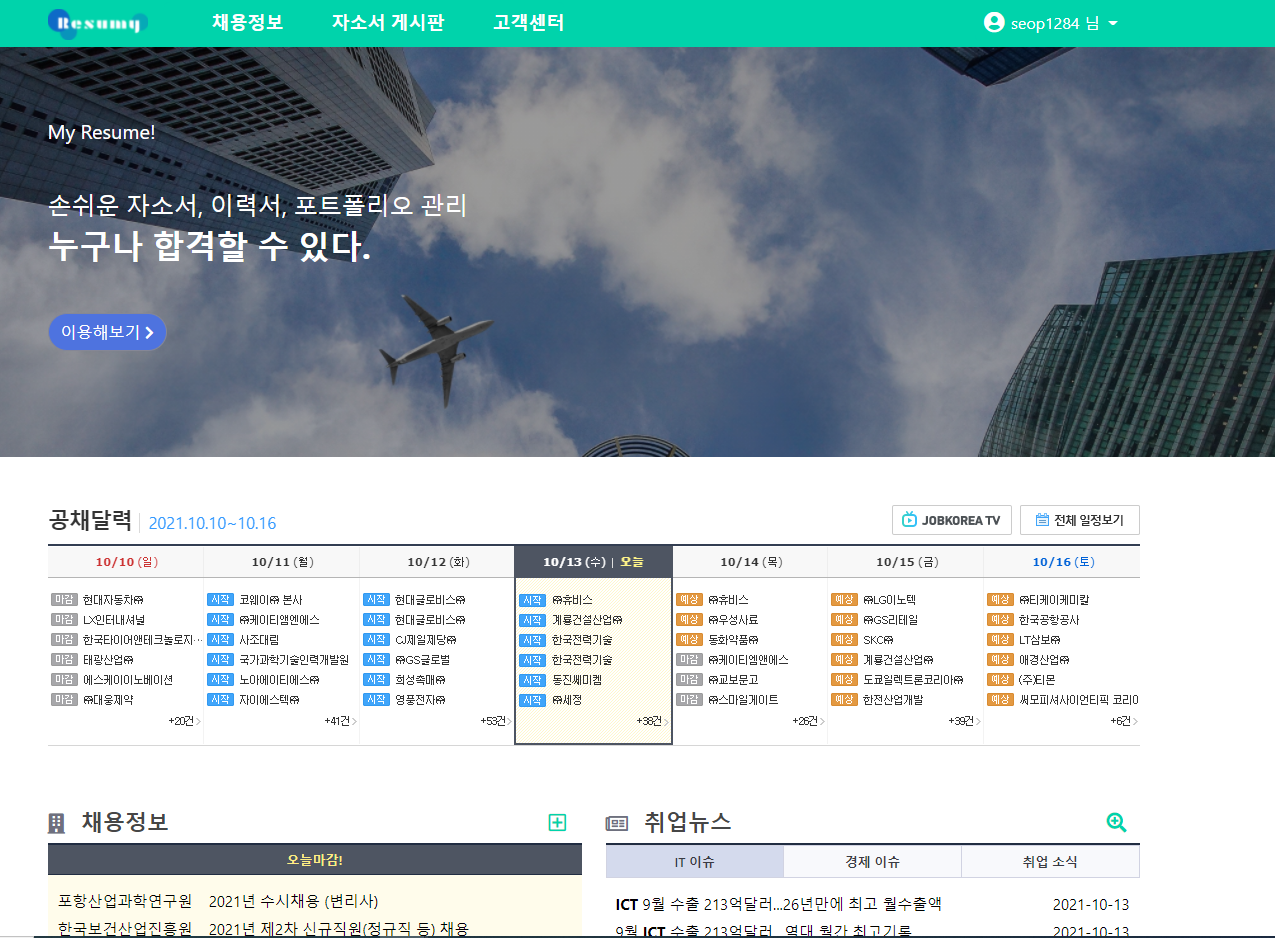 Resumy
채용정보 자소서 게시판 고객센터
seop1284 님
My Resume!
손쉬운 자소서, 이력서, 포트폴리오 관리
누구나 합격할 수 있다.
이용해보기
공채달력 2021.10.10~10.16
JOBKOREA TV 전체 일정보기
10/10 (일)
마감 현대자동차㈜
마감 LX인터내셔널
마감 한국타이어앤테크놀로지…
마감 태광산업㈜
마감 에스케이이노베이션
마감 ㈜대웅제약
+20건
10/11 (월)
시작 코웨이㈜ 본사
시작 ㈜케이티엠앤에스
시작 사조대림
시작 국가과학기술인력개발원
시작 노아에이티에스㈜
시작 자이에스텍㈜
+41건
10/12 (화)
시작 현대글로비스㈜
시작 현대글로비스㈜
시작 CJ제일제당㈜
시작 ㈜GS글로벌
시작 희성촉매㈜
시작 영풍전자㈜
+53건
10/13 (수) | 오늘
시작 ㈜휴비스
시작 계룡건설산업㈜
시작 한국전력기술
시작 한국전력기술
시작 동진쎄미켐
시작 ㈜세정
+38건
10/14 (목)
예상 ㈜휴비스
예상 ㈜우성사료
예상 동화약품㈜
마감 ㈜케이티엠앤에스
마감 ㈜교보문고
마감 ㈜스마일게이트
+26건
10/15 (금)
예상 ㈜LG이노텍
예상 ㈜GS리테일
예상 SKC㈜
예상 계룡건설산업㈜
예상 도쿄일렉트론코리아㈜
예상 한전산업개발
+39건
10/16 (토)
예상 ㈜티케이케미칼
예상 한국공항공사
예상 LT삼보㈜
예상 애경산업㈜
예상 (주)티몬
예상 써모피셔사이언티픽 코리아
+6건
채용정보
오늘마감!
포항산업과학연구원 2021년 수시채용 (변리사)
한국보건산업진흥원 2021년 제2차 신규직원(정규직 등) 채용
취업뉴스
IT 이슈 경제 이슈 취업 소식
ICT 9월 수출 213억달러...26년만에 최고 월수출액 2021-10-13
9월 ICT 수출 213억달러...역대 월간 최고기록 2021-10-13